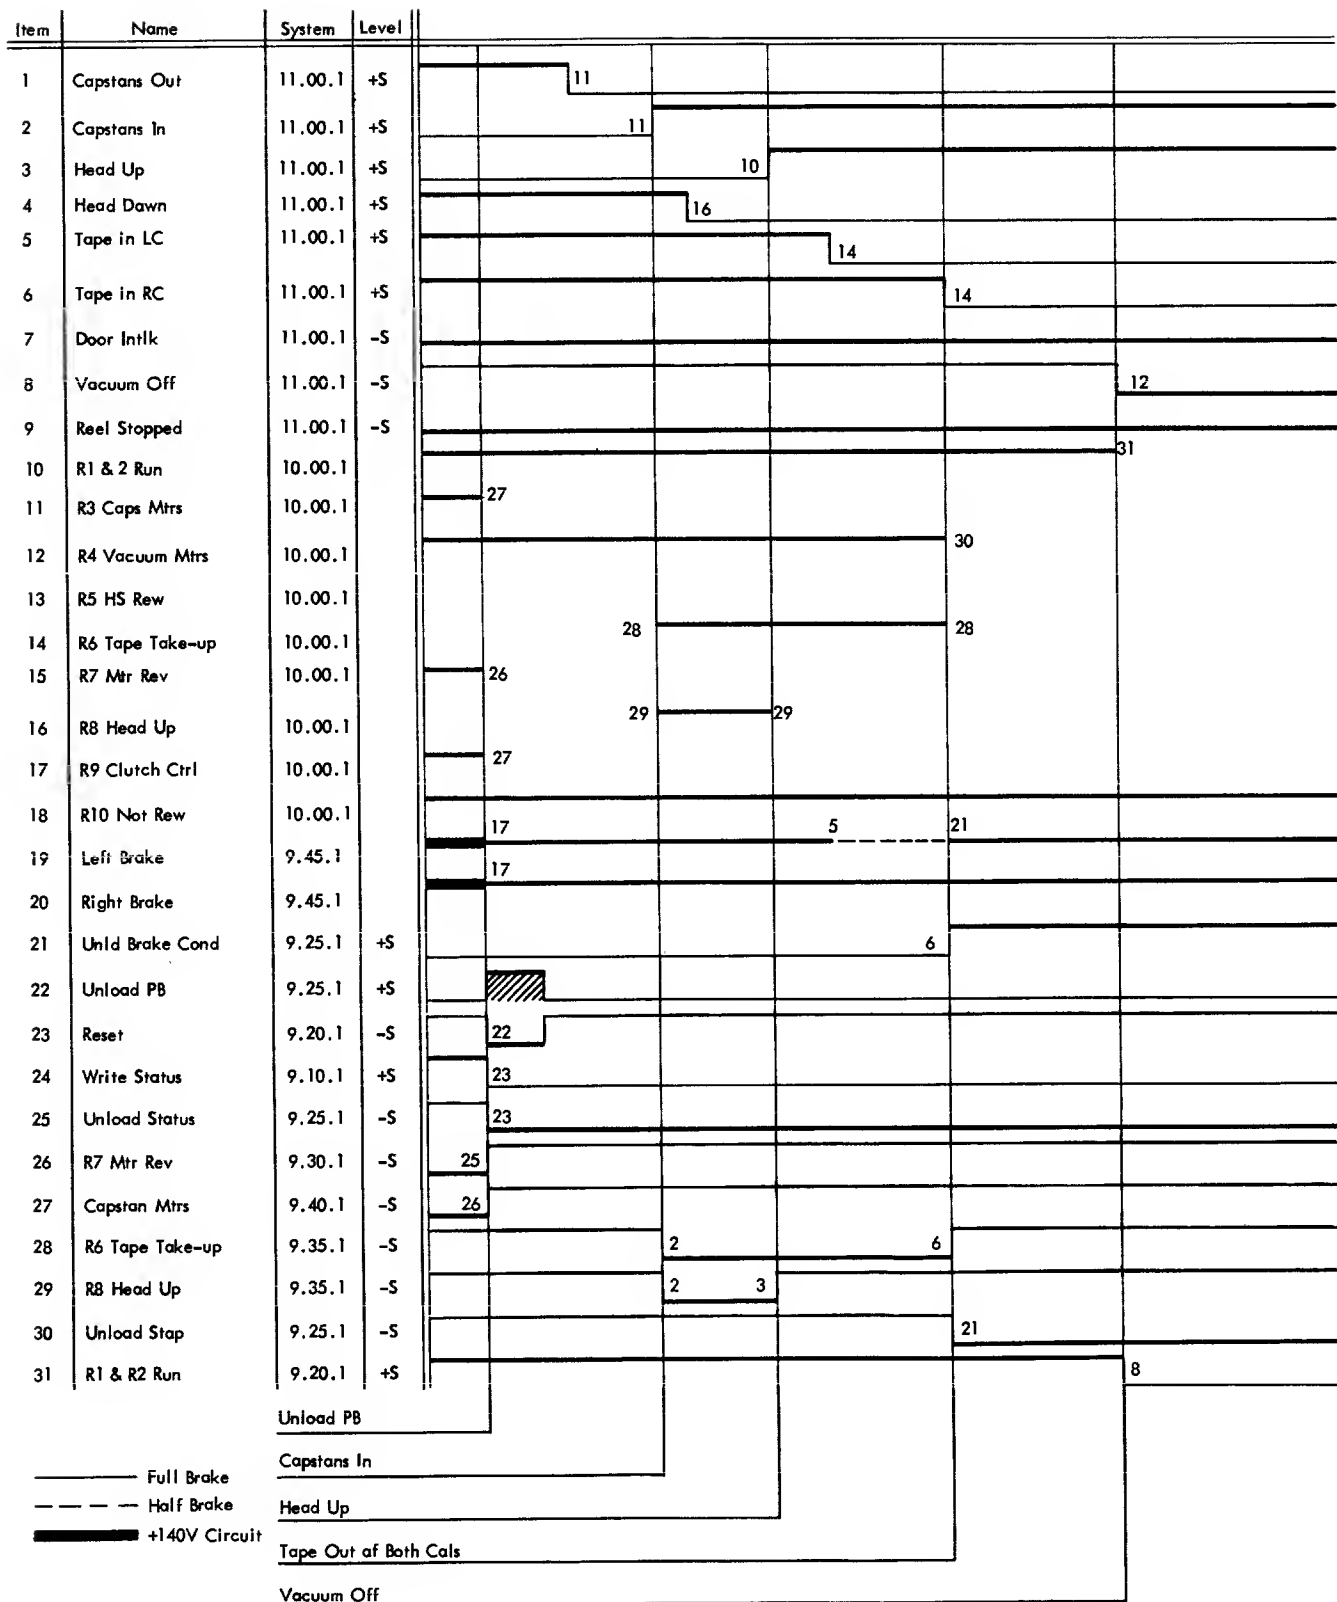 Item Name System Level
1 Capstans Out 11.00.1 +S 11
2 Capstans In 11.00.1 +S 11
3 Head Up 11.00.1 +S 10
4 Head Dawn 11.00.1 +S 16
5 Tape in LC 11.00.1 +S 14
6 Tape in RC 11.00.1 +S 14
7 Door Intlk 11.00.1 -S
8 Vacuum Off 11.00.1 -S 12
9 Reel Stopped 11.00.1 -S
10 R1 & 2 Run 10.00.1 31
11 R3 Caps Mtrs 10.00.1 27
12 R4 Vacuum Mtrs 10.00.1 30
13 R5 HS Rew 10.00.1
14 R6 Tape Take-up 10.00.1 28 28
15 R7 Mtr Rev 10.00.1 26
16 R8 Head Up 10.00.1 29 29
17 R9 Clutch Ctrl 10.00.1 27
18 R10 Not Rew 10.00.1
19 Left Brake 9.45.1 17 5 21
20 Right Brake 9.45.1 17
21 Unld Brake Cond 9.25.1 +S 6
22 Unload PB 9.25.1 +S
23 Reset 9.20.1 -S 22
24 Write Status 9.10.1 +S 23
25 Unload Status 9.25.1 -S 23
26 R7 Mtr Rev 9.30.1 -S 25
27 Capstan Mtrs 9.40.1 -S 26
28 R6 Tape Take-up 9.35.1 -S 2 6
29 R8 Head Up 9.35.1 -S 2 3
30 Unload Stap 9.25.1 -S 21
31 R1 & R2 Run 9.20.1 +S 8
Unload PB
Capstans In
Full Brake
Half Brake
Head Up
+140V Circuit
Tape Out af Both Cals
Vacuum Off